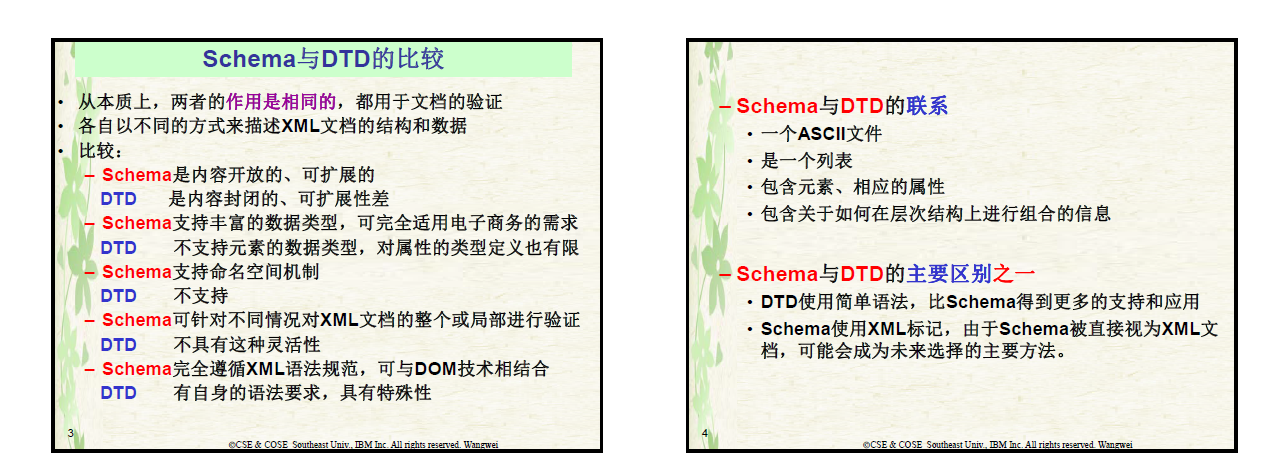 Schema与DTD的比较
• 从本质上，两者的作用是相同的，都用于文档的验证
• 各自以不同的方式来描述XML文档的结构和数据
• 比较：
– Schema是内容开放的、可扩展的
DTD 是内容封闭的、可扩展性差
– Schema支持丰富的数据类型，可完全适用电子商务的需求
DTD 不支持元素的数据类型，对属性的类型定义也有限
– Schema支持命名空间机制
DTD 不支持
– Schema可针对不同情况对XML文档的整个或局部进行验证
DTD 不具有这种灵活性
– Schema完全遵循XML语法规范，可与DOM技术相结合
DTD 有自身的语法要求，具有特殊性
3
©CSE & COSE Southeast Univ., IBM Inc. All rights reserved. Wangwei
– Schema与DTD的联系
• 一个ASCII文件
• 是一个列表
• 包含元素、相应的属性
• 包含关于如何在层次结构上进行组合的信息
– Schema与DTD的主要区别之一
• DTD使用简单语法，比Schema得到更多的支持和应用
• Schema使用XML标记，由于Schema被直接视为XML文
档，可能会成为未来选择的主要方法。
4
©CSE & COSE Southeast Univ., IBM Inc. All rights reserved. Wangwei